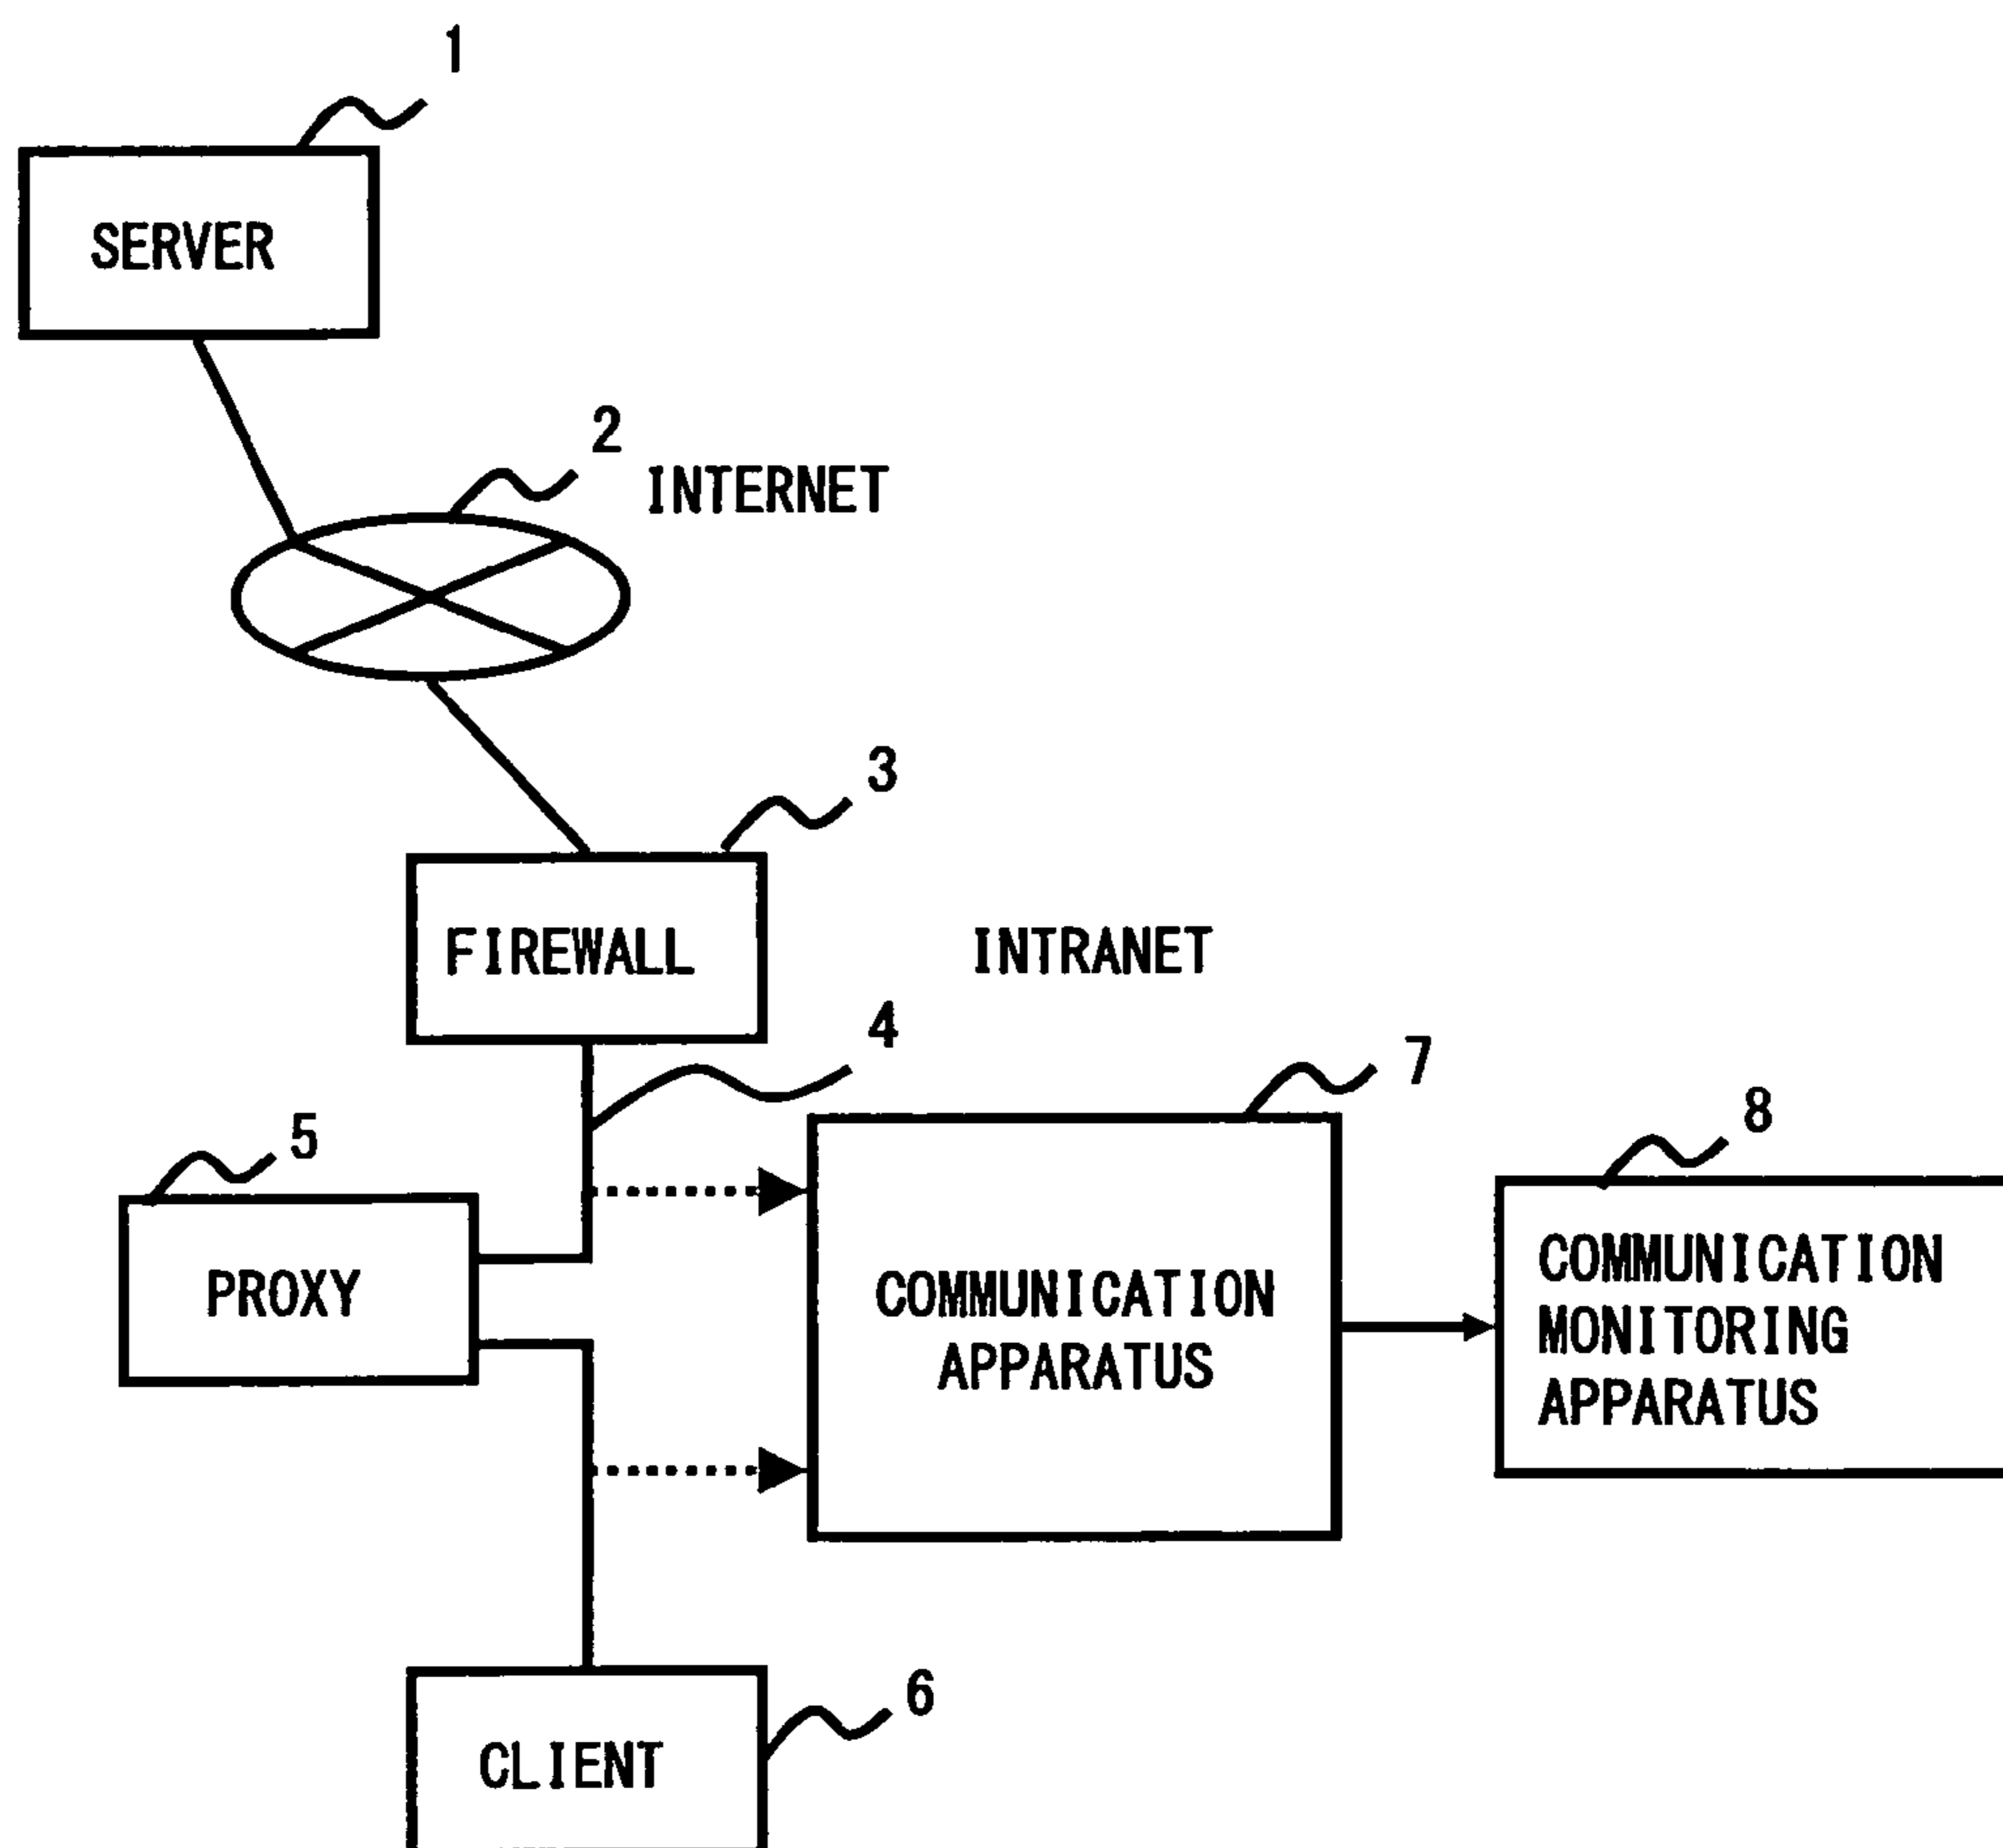 1
SERVER
2
INTERNET
3
FIREWALL
INTRANET
4
7
8
5
PROXY
COMMUNICATION
APPARATUS
COMMUNICATION
MONITORING
APPARATUS
6
CLIENT